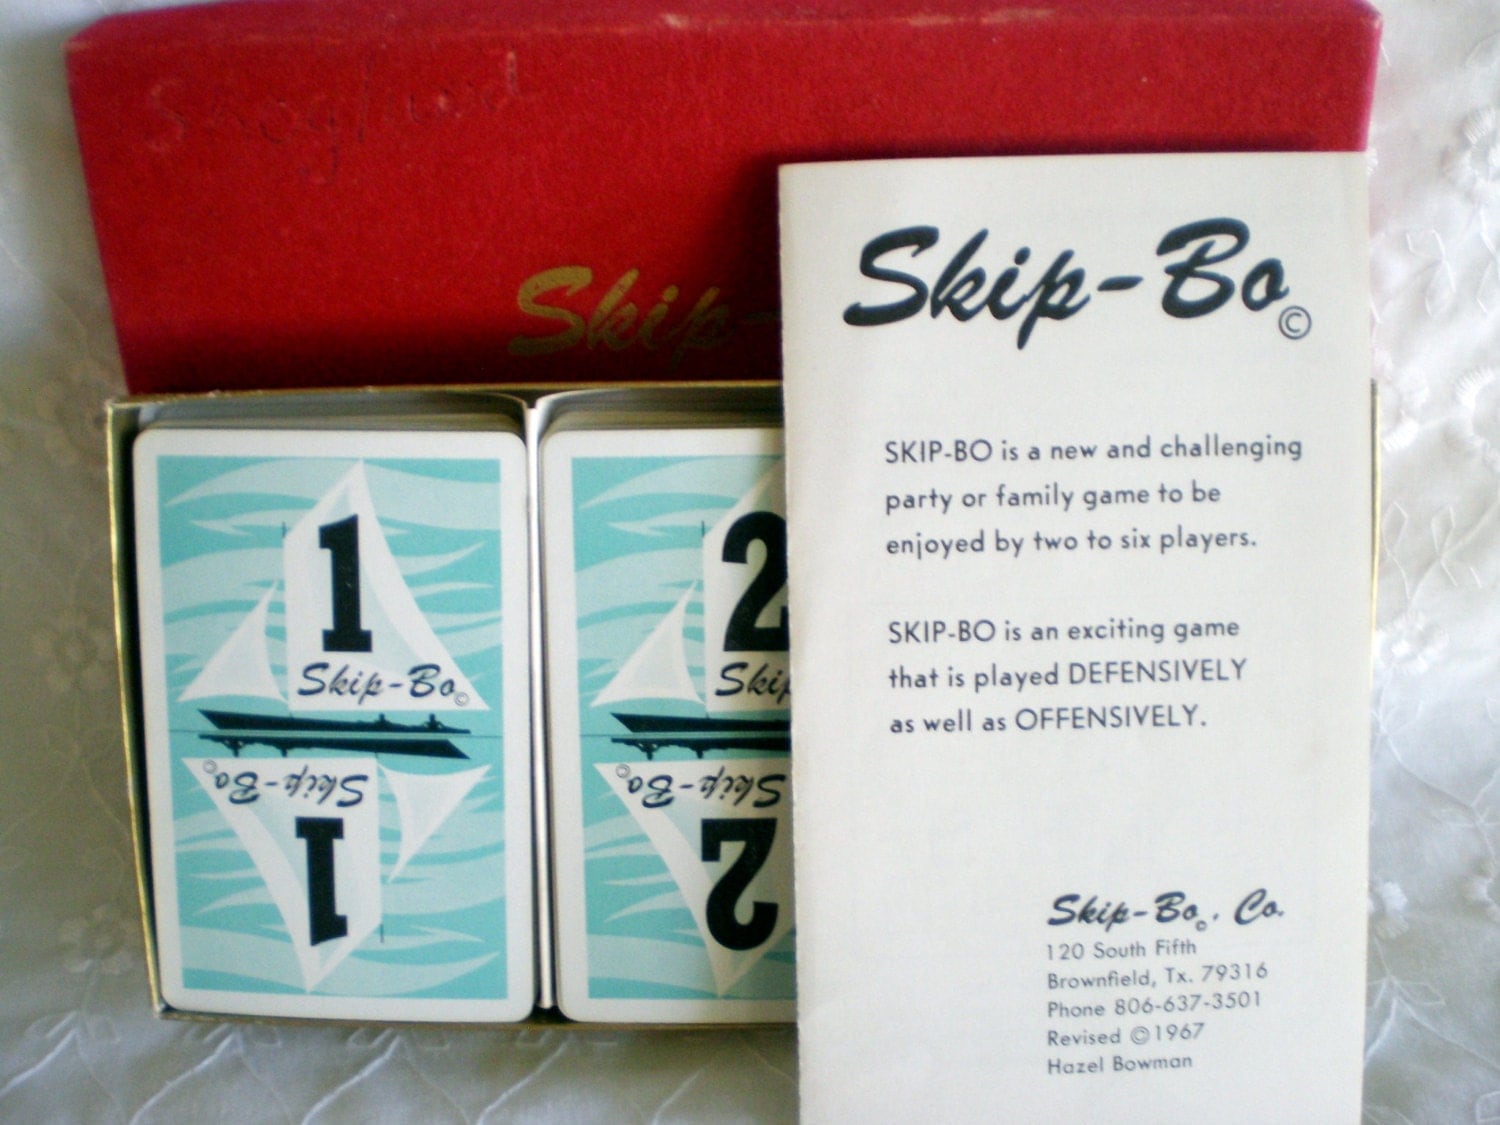 Skip-
Skip-Bo©
SKIP-BO is a new and challenging
party or family game to be
enjoyed by two to six players.
SKIP-BO is an exciting game
that is played DEFENSIVELY
as well as OFFENSIVELY.
Skip-Bo©. Co.
120 South Fifth
Brownfield, Tx. 79316
Phone 806-637-3501
Revised ©1967
Hazel Bowman
1
Skip-Bo©
Skip-Bo©
1
2
Skip
Skip-Bo©
2